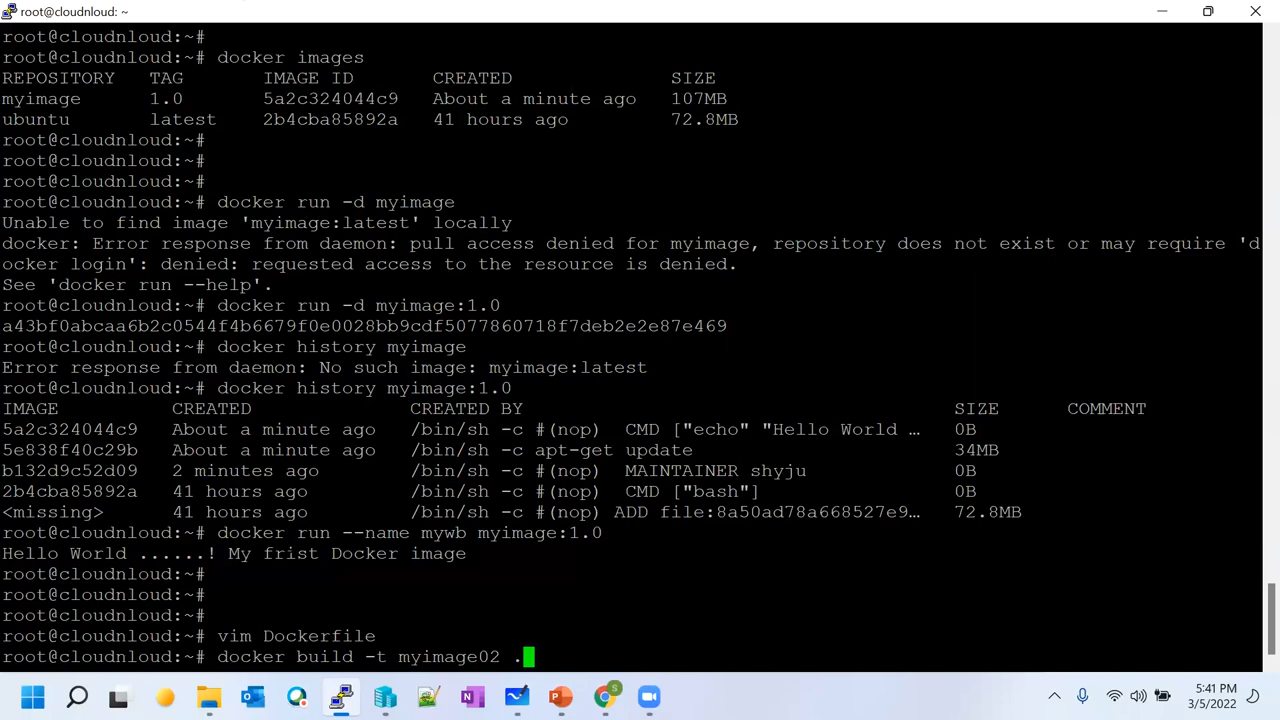 root@cloudnloud: ~
root@cloudnloud:~#
root@cloudnloud:~# docker images
REPOSITORY   TAG       IMAGE ID       CREATED              SIZE
myimage      1.0       5a2c324044c9   About a minute ago   107MB
ubuntu       latest    2b4cba85892a   41 hours ago         72.8MB
root@cloudnloud:~#
root@cloudnloud:~#
root@cloudnloud:~#
root@cloudnloud:~# docker run -d myimage
Unable to find image 'myimage:latest' locally
docker: Error response from daemon: pull access denied for myimage, repository does not exist or may require 'd
ocker login': denied: requested access to the resource is denied.
See 'docker run --help'.
root@cloudnloud:~# docker run -d myimage:1.0
a43bf0abcaa6b2c0544f4b6679f0e0028bb9cdf5077860718f7deb2e2e87e469
root@cloudnloud:~# docker history myimage
Error response from daemon: No such image: myimage:latest
root@cloudnloud:~# docker history myimage:1.0
IMAGE          CREATED              CREATED BY                                      SIZE      COMMENT
5a2c324044c9   About a minute ago   /bin/sh -c #(nop)  CMD ["echo" "Hello World …   0B
5e838f40c29b   About a minute ago   /bin/sh -c apt-get update                       34MB
b132d9c52d09   2 minutes ago        /bin/sh -c #(nop)  MAINTAINER shyju             0B
2b4cba85892a   41 hours ago         /bin/sh -c #(nop)  CMD ["bash"]                 0B
<missing>      41 hours ago         /bin/sh -c #(nop)  ADD file:8a50ad78a668527e9…   72.8MB
root@cloudnloud:~# docker run --name mywb myimage:1.0
Hello World ......! My frist Docker image
root@cloudnloud:~#
root@cloudnloud:~#
root@cloudnloud:~#
root@cloudnloud:~# vim Dockerfile
root@cloudnloud:~# docker build -t myimage02 .
5:41 PM
3/5/2022